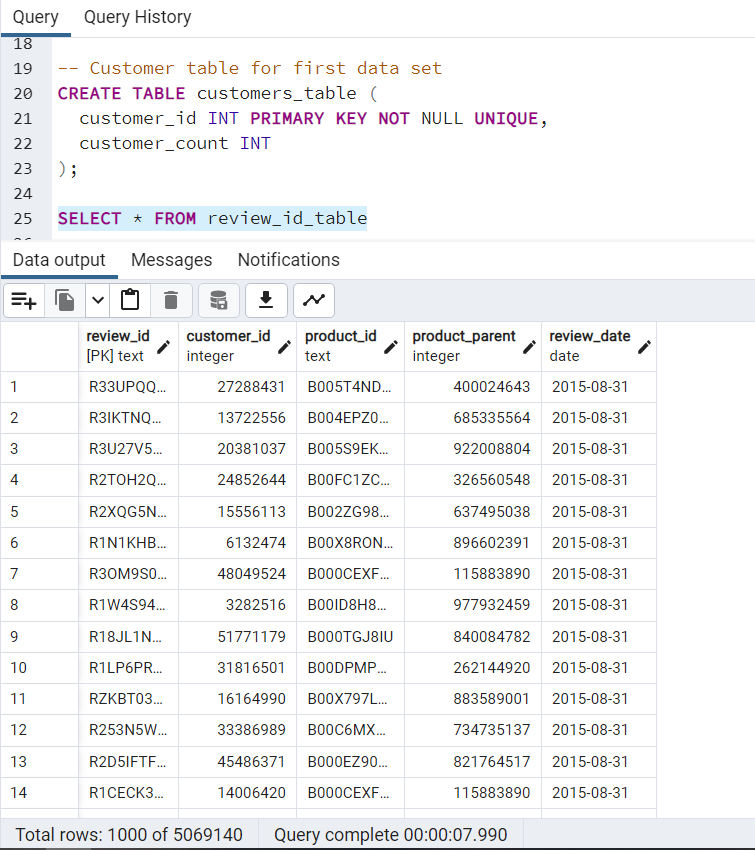 Query Query History
18
19 -- Customer table for first data set
20 CREATE TABLE customers_table (
21 customer_id INT PRIMARY KEY NOT NULL UNIQUE,
22 customer_count INT
23 );
24
25 SELECT * FROM review_id_table
Data output Messages Notifications
review_id customer_id product_id product_parent review_date
[PK] text integer text integer date
1 R33UPQQ... 27288431 B005T4ND... 400024643 2015-08-31
2 R3IKTNQ... 13722556 B004EPZ0... 685335564 2015-08-31
3 R3U27V5... 20381037 B005S9EK... 922008804 2015-08-31
4 R2TOH2Q... 24852644 B00FC1ZC... 326560548 2015-08-31
5 R2XQG5N... 15556113 B002ZG98... 637495038 2015-08-31
6 R1N1KHB... 6132474 B00X8RON... 896602391 2015-08-31
7 R3OM9S0... 48049524 B000CEXF... 115883890 2015-08-31
8 R1W4S94... 3282516 B00ID8H8... 977932459 2015-08-31
9 R18JL1N... 51771179 B000TGJ8IU 840084782 2015-08-31
10 R1LP6PR... 31816501 B00DPMP... 262144920 2015-08-31
11 RZKBT03... 16164990 B00X797L... 883589001 2015-08-31
12 R253N5W... 33386989 B00C6MX... 734735137 2015-08-31
13 R2D5IFTF... 45486371 B000EZ90... 821764517 2015-08-31
14 R1CECK3... 14006420 B000CEXF... 115883890 2015-08-31
Total rows: 1000 of 5069140 Query complete 00:00:07.990